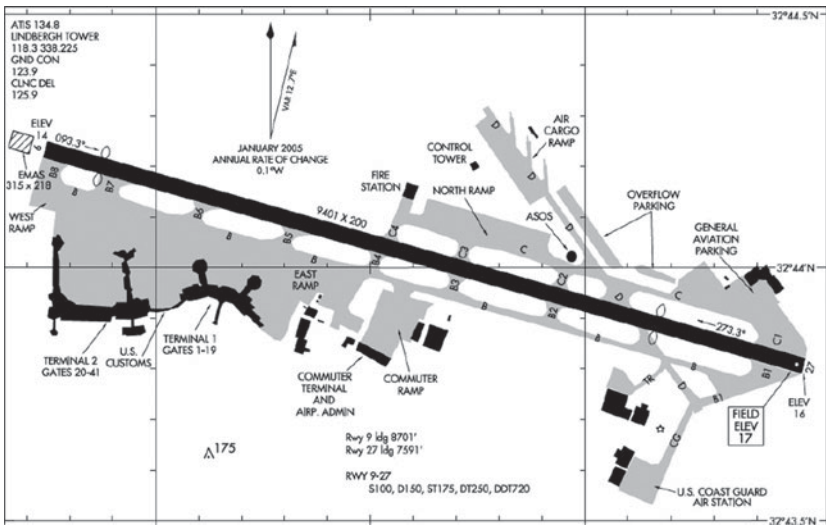 ATIS 134.8
LINDBERGH TOWER
118.3 338.225
GND CON
123.9
CLNC DEL
125.9
32°44.5'N
VAR 12.7°E
JANUARY 2005
ANNUAL RATE OF CHANGE
0.1°W
ELEV
14
093.3°
EMAS
315 x 218
WEST
RAMP
B8
B
B7
B6
B
B5
9401 X 200
B
B4
C4
FIRE
STATION
CONTROL
TOWER
NORTH RAMP
D
AIR
CARGO
RAMP
D
ASOS
OVERFLOW
PARKING
GENERAL
AVIATION
PARKING
32°44'N
C3
C
C2
D
C
C1
B3
B
B2
B
B
B1
273.3°
27
EAST
RAMP
TERMINAL 2
GATES 20-41
U.S.
CUSTOMS
TERMINAL 1
GATES 1-19
COMMUTER
TERMINAL
AND
AIRP. ADMIN
COMMUTER
RAMP
TR
D
B1
CG
ELEV
16
FIELD
ELEV
17
175
Rwy 9 ldg 8701'
Rwy 27 ldg 7591'
RWY 9-27
S100, D150, ST175, DT250, DDT720
U.S. COAST GUARD
AIR STATION
32°43.5'N